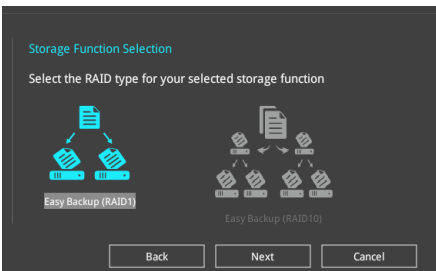 Storage Function Selection
Select the RAID type for your selected storage function
Easy Backup (RAID1)
Easy Backup (RAID10)
Back
Next
Cancel